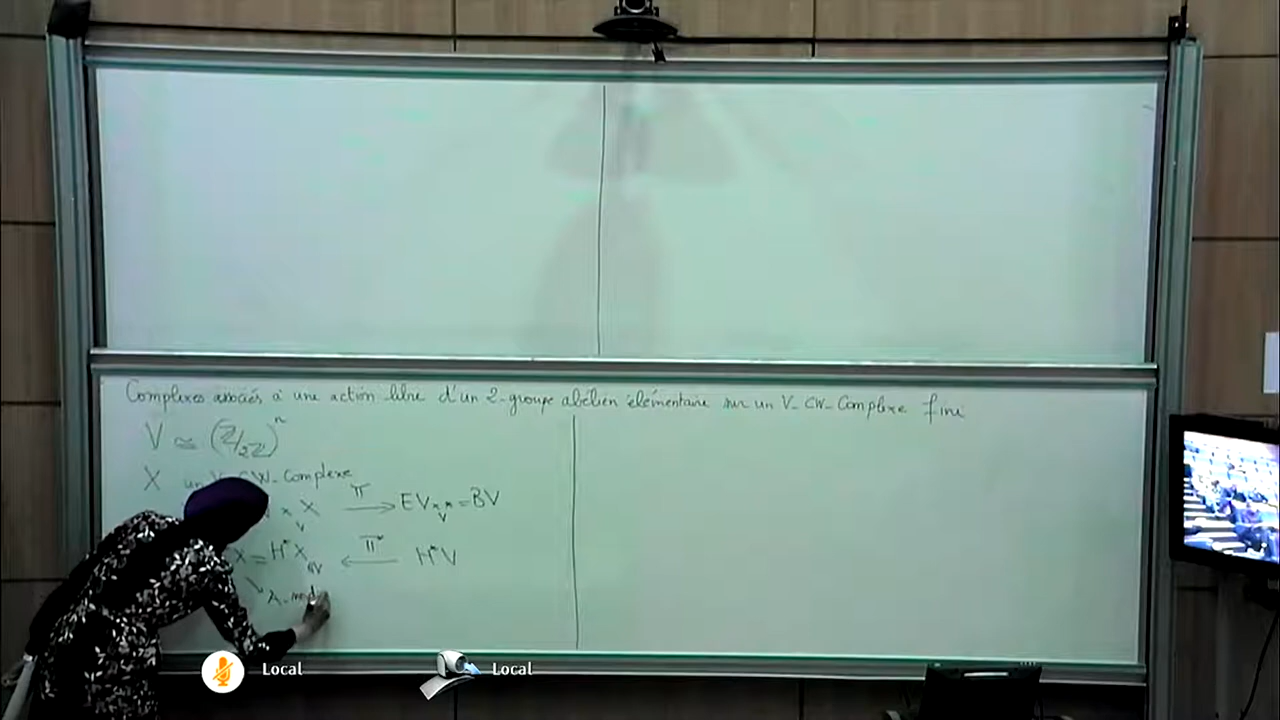 Complexes associés à une action libre d'un 2-groupe abélien élémentaire sur un V-CW-Complexe fini
V ≃ (Z/2Z)^n
X un CW-Complexe
×_V X —π→ EV ×_V * = BV
X = H*X ←π*— H*V
↘ λ-mod
Local Local